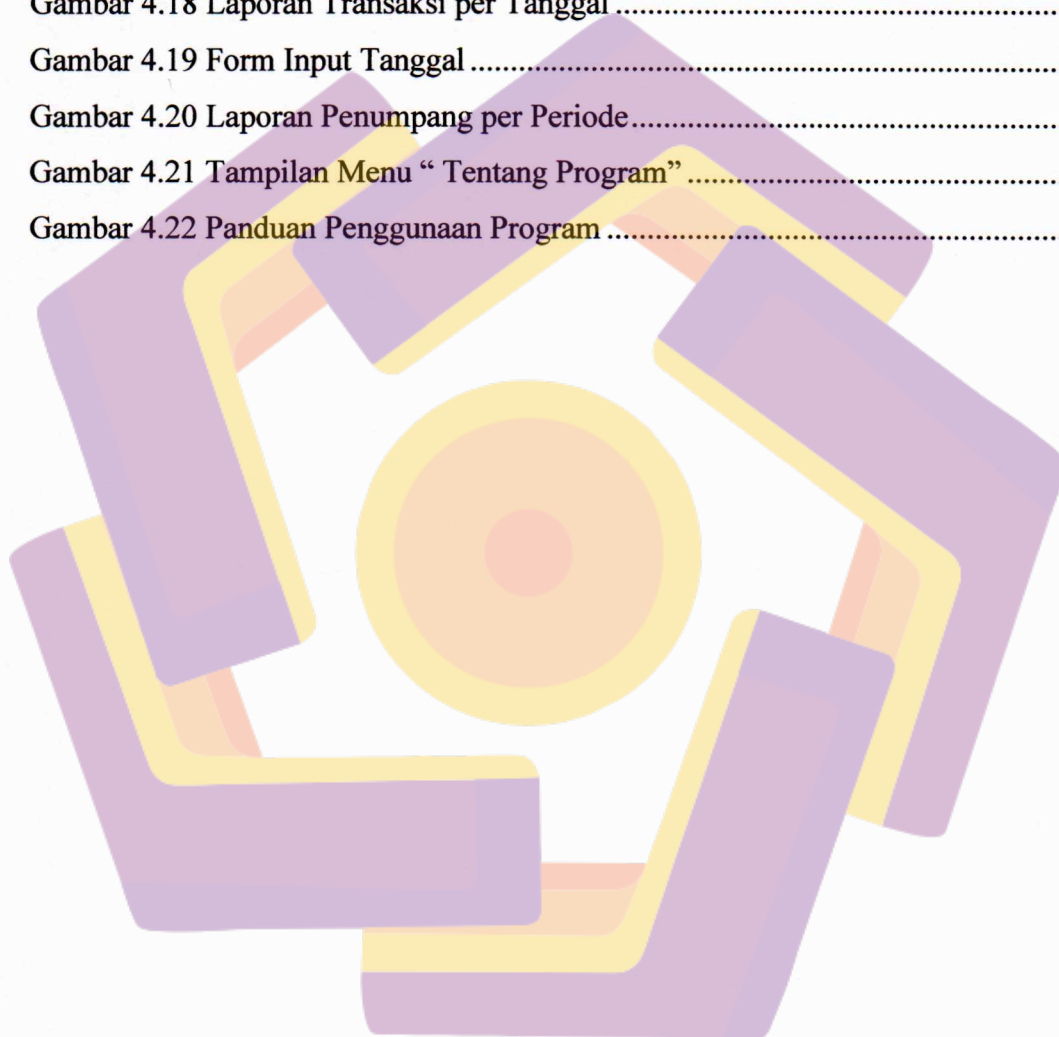 Gambar 4.18 Laporan Transaksi per Tanggal ........................................................
Gambar 4.19 Form Input Tanggal ..........................................................................
Gambar 4.20 Laporan Penumpang per Periode......................................................
Gambar 4.21 Tampilan Menu “ Tentang Program” ...............................................
Gambar 4.22 Panduan Penggunaan Program .........................................................